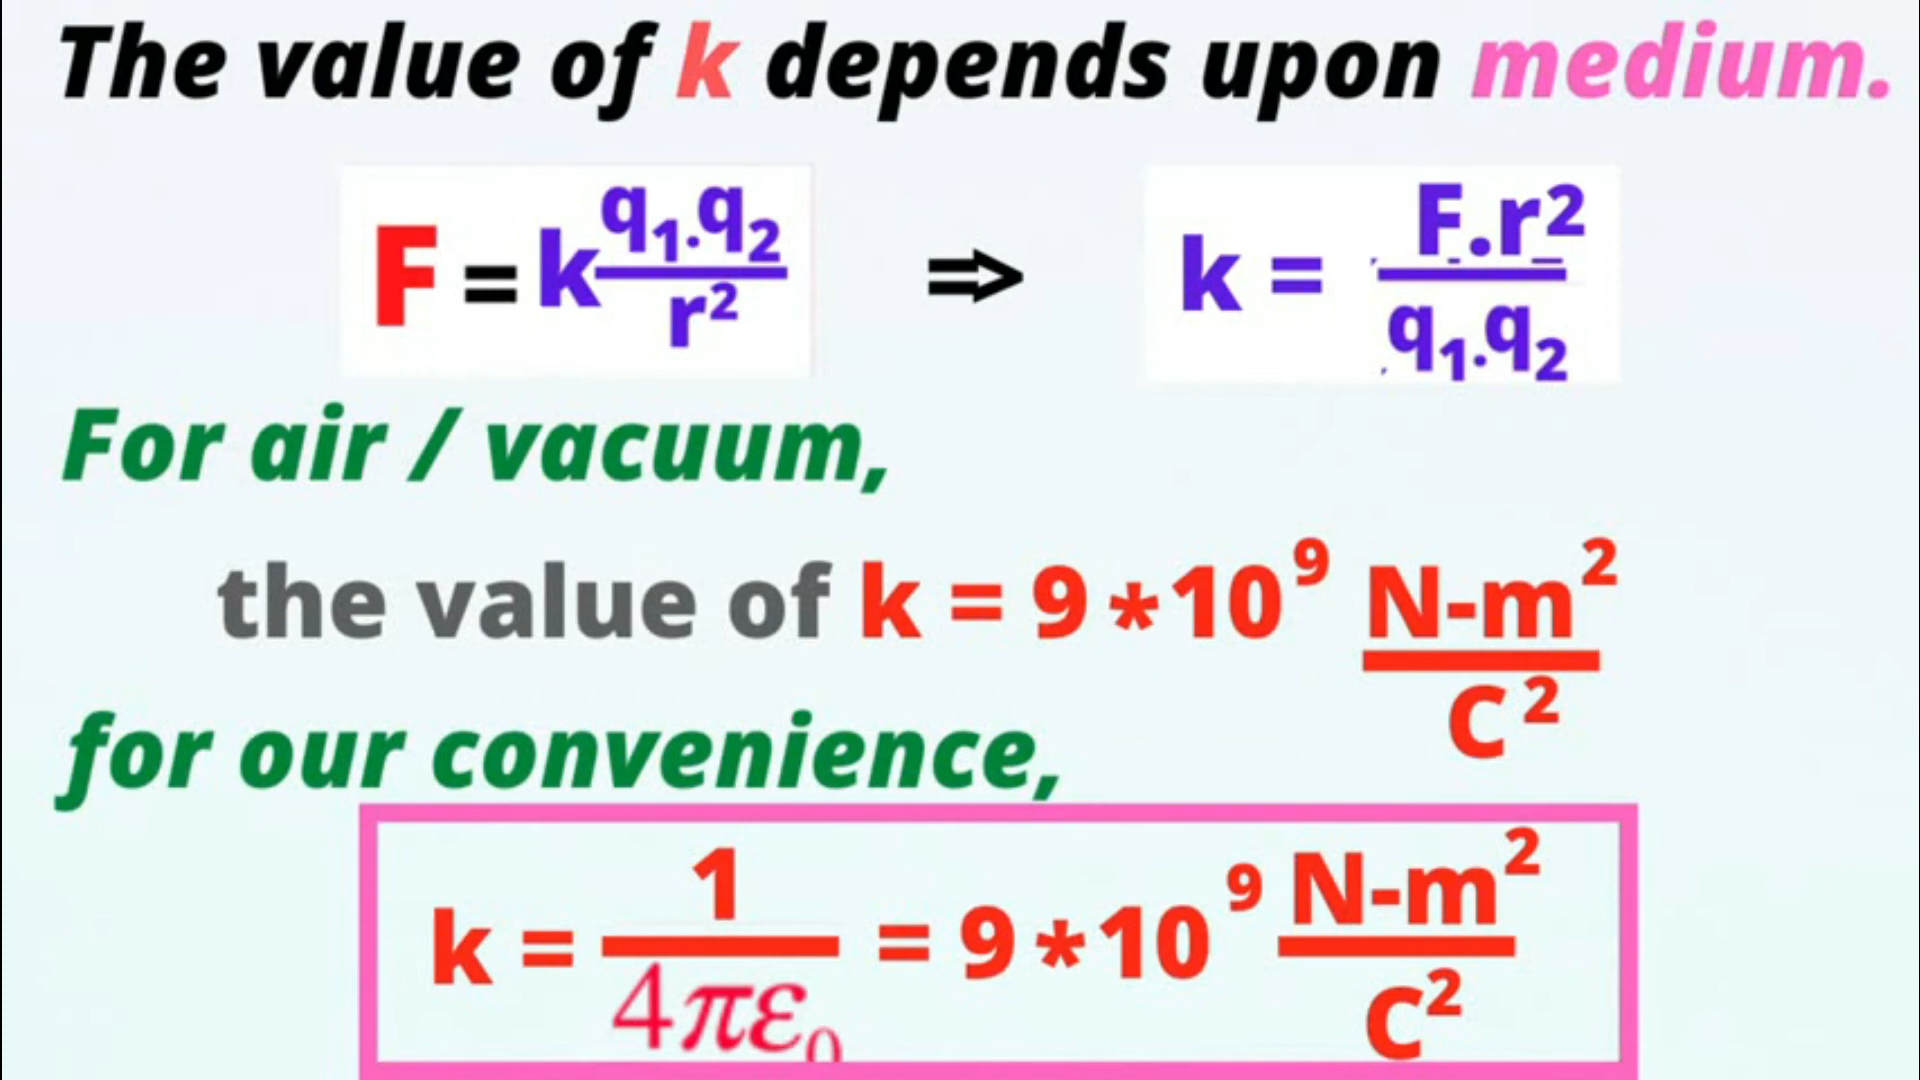 The value of k depends upon medium.
F = k q₁.q₂ / r² ⇒ k = F.r² / q₁.q₂
For air / vacuum,
the value of k = 9 * 10⁹ N-m² / C²
for our convenience,
k = 1 / 4πε₀ = 9 * 10⁹ N-m² / C²